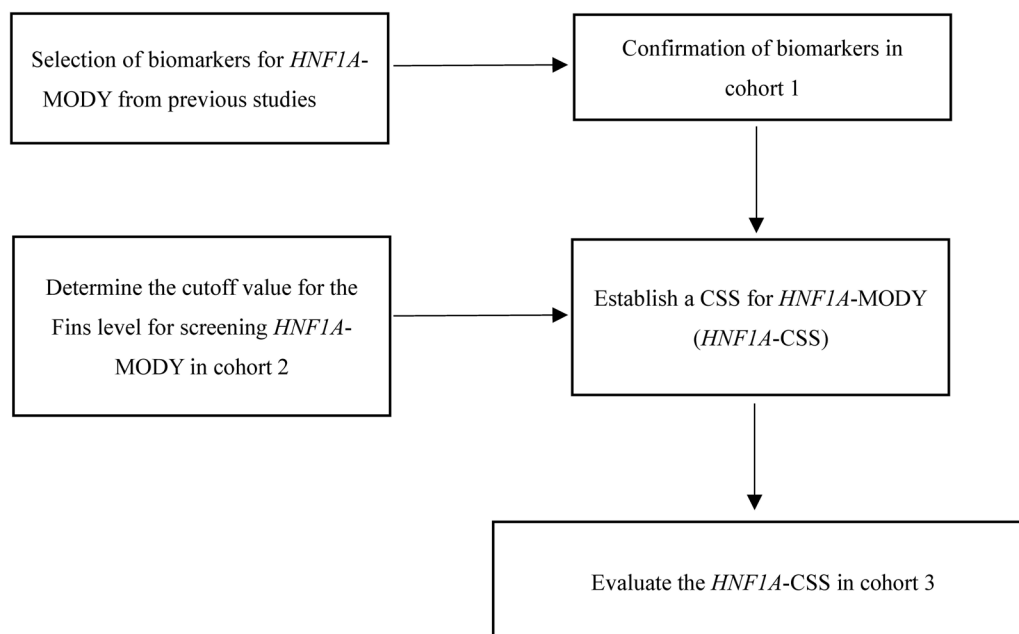 Selection of biomarkers for HNF1A-
MODY from previous studies
Confirmation of biomarkers in
cohort 1
Determine the cutoff value for the
Fins level for screening HNF1A-
MODY in cohort 2
Establish a CSS for HNF1A-MODY
(HNF1A-CSS)
Evaluate the HNF1A-CSS in cohort 3